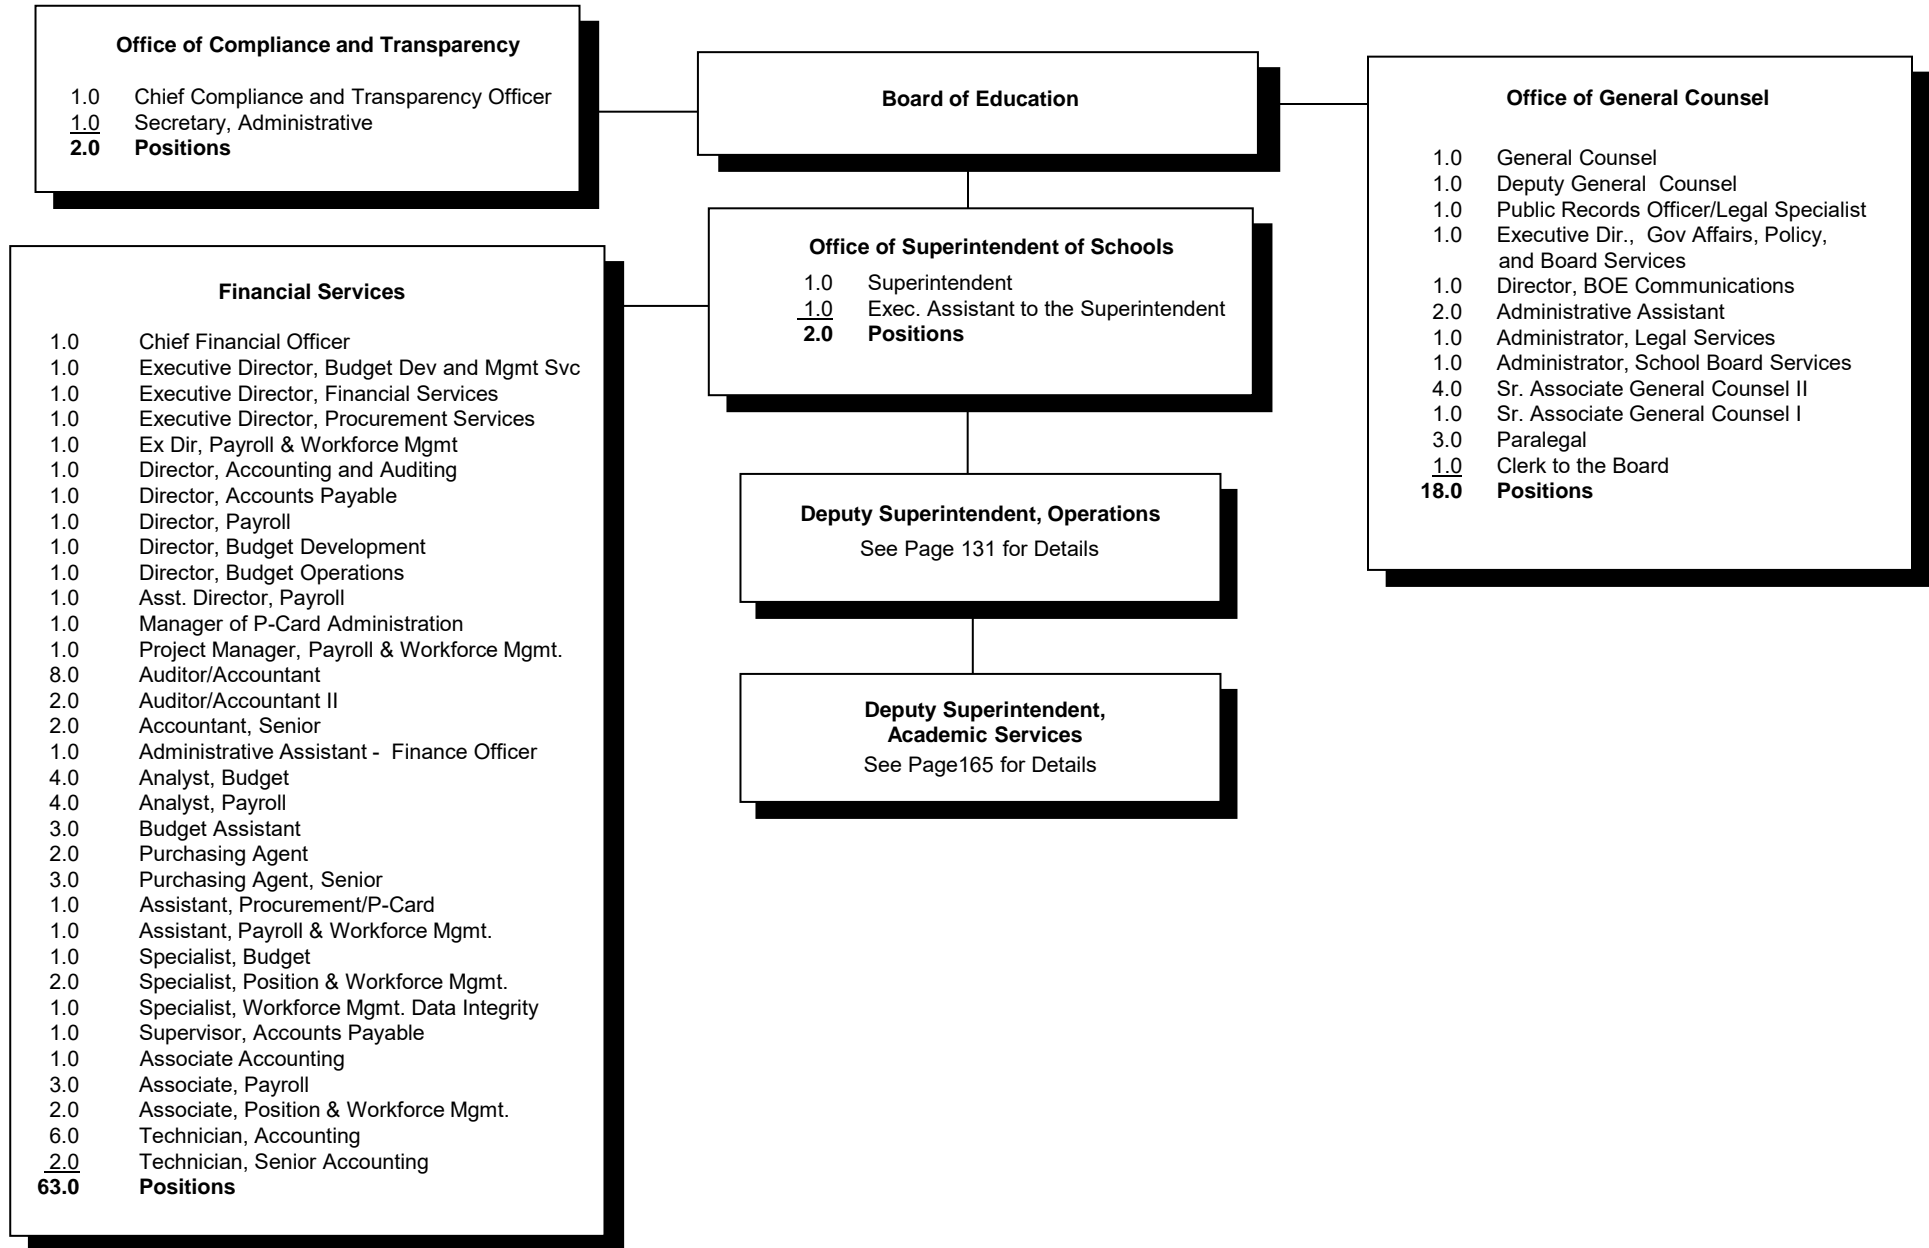 Office of Compliance and Transparency
1.0 Chief Compliance and Transparency Officer
1.0 Secretary, Administrative
2.0 Positions
Board of Education
Office of General Counsel
1.0 General Counsel
1.0 Deputy General  Counsel
1.0 Public Records Officer/Legal Specialist
1.0 Executive Dir.,  Gov Affairs, Policy,
and Board Services
1.0 Director, BOE Communications
2.0 Administrative Assistant
1.0 Administrator, Legal Services
1.0 Administrator, School Board Services
4.0 Sr. Associate General Counsel II
1.0 Sr. Associate General Counsel I
3.0 Paralegal
1.0 Clerk to the Board
18.0 Positions
Office of Superintendent of Schools
1.0 Superintendent
1.0 Exec. Assistant to the Superintendent
2.0 Positions
Financial Services
1.0 Chief Financial Officer
1.0 Executive Director, Budget Dev and Mgmt Svc
1.0 Executive Director, Financial Services
1.0 Executive Director, Procurement Services
1.0 Ex Dir, Payroll & Workforce Mgmt
1.0 Director, Accounting and Auditing
1.0 Director, Accounts Payable
1.0 Director, Payroll
1.0 Director, Budget Development
1.0 Director, Budget Operations
1.0 Asst. Director, Payroll
1.0 Manager of P-Card Administration
1.0 Project Manager, Payroll & Workforce Mgmt.
8.0 Auditor/Accountant
2.0 Auditor/Accountant II
2.0 Accountant, Senior
1.0 Administrative Assistant -  Finance Officer
4.0 Analyst, Budget
4.0 Analyst, Payroll
3.0 Budget Assistant
2.0 Purchasing Agent
3.0 Purchasing Agent, Senior
1.0 Assistant, Procurement/P-Card
1.0 Assistant, Payroll & Workforce Mgmt.
1.0 Specialist, Budget
2.0 Specialist, Position & Workforce Mgmt.
1.0 Specialist, Workforce Mgmt. Data Integrity
1.0 Supervisor, Accounts Payable
1.0 Associate Accounting
3.0 Associate, Payroll
2.0 Associate, Position & Workforce Mgmt.
6.0 Technician, Accounting
2.0 Technician, Senior Accounting
63.0 Positions
Deputy Superintendent, Operations
See Page 131 for Details
Deputy Superintendent,
Academic Services
See Page165 for Details